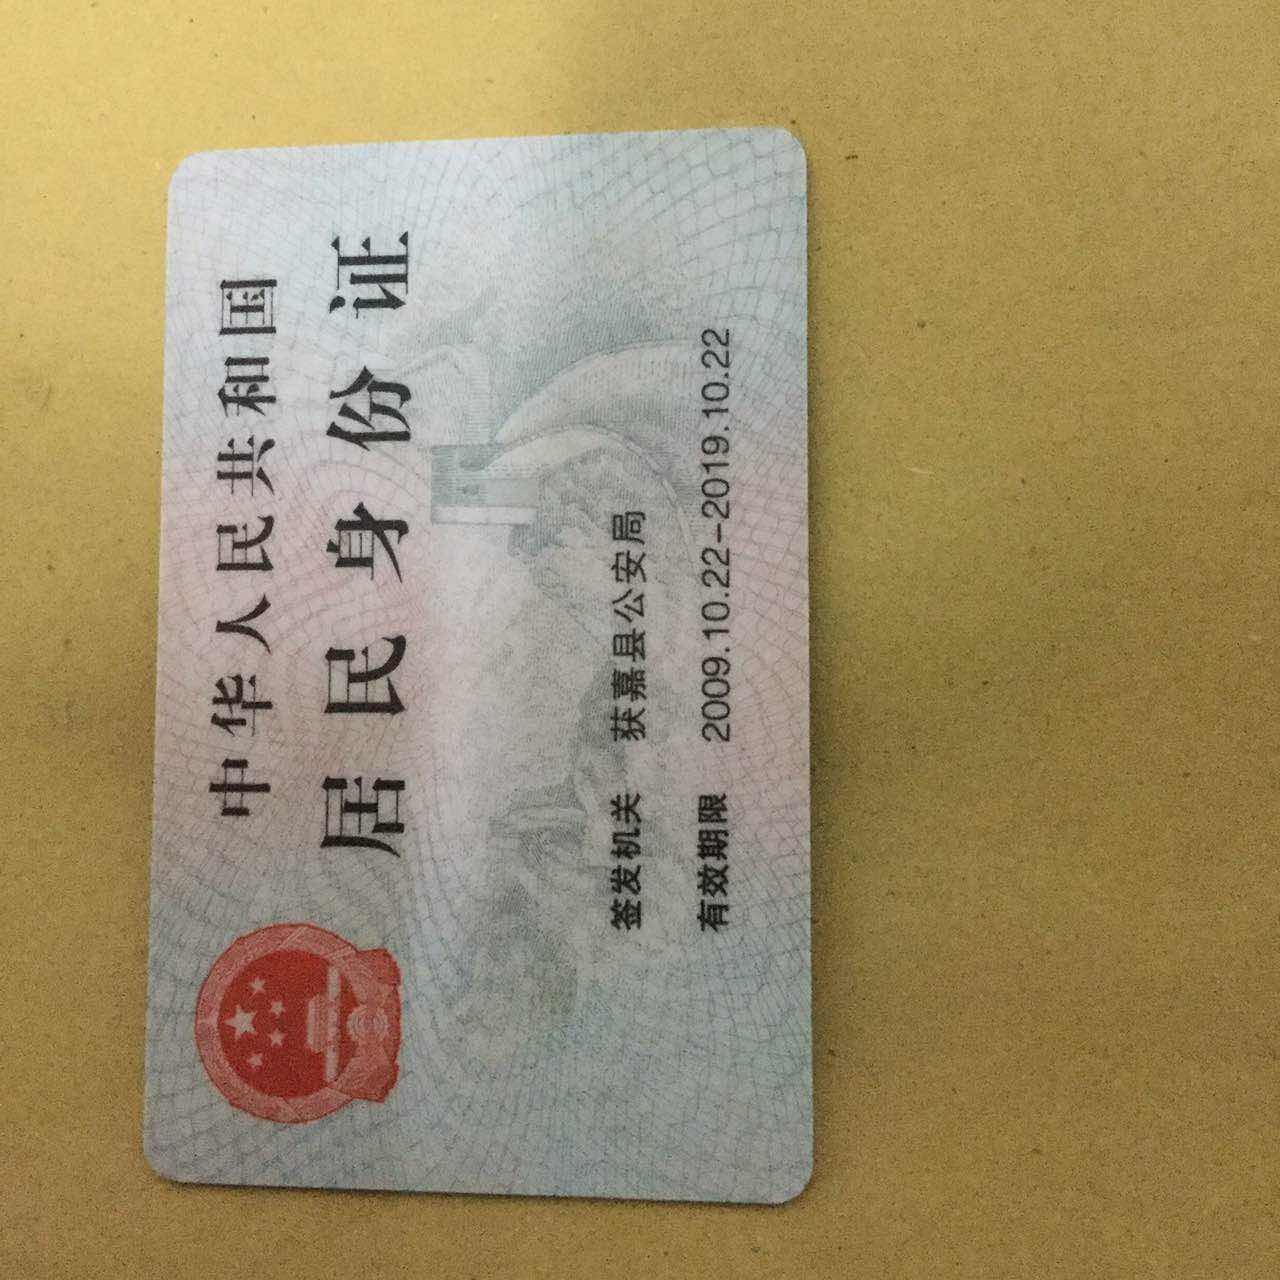 中华人民共和国
居民身份证
签发机关 获嘉县公安局
有效期限 2009.10.22-2019.10.22